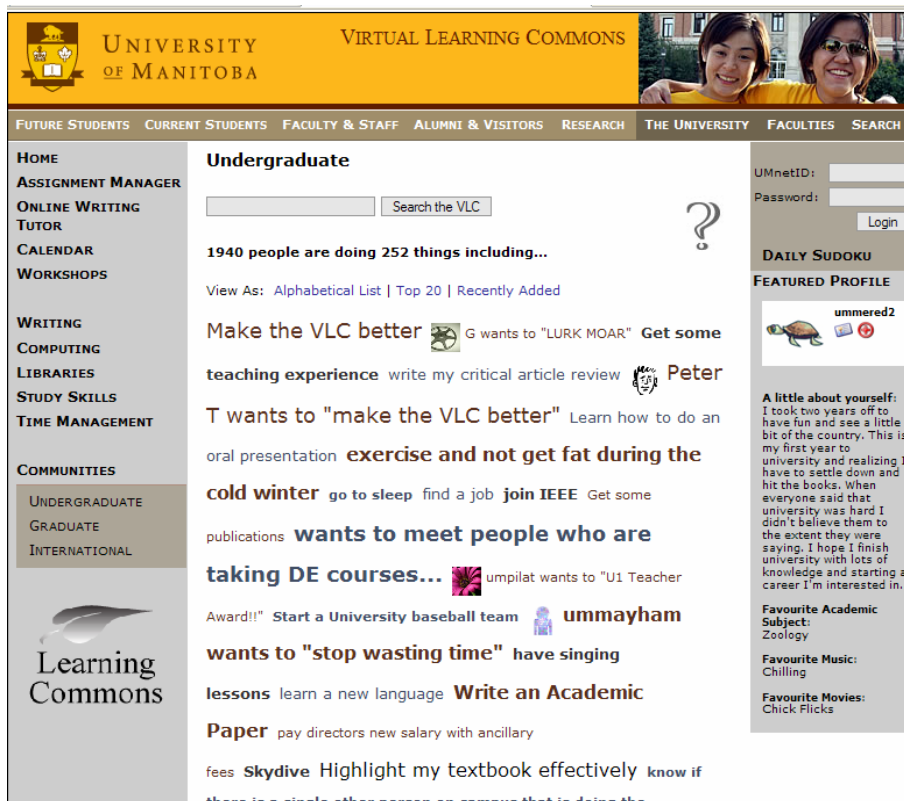 UNIVERSITY
OF MANITOBA
VIRTUAL LEARNING COMMONS
FUTURE STUDENTS CURRENT STUDENTS FACULTY & STAFF ALUMNI & VISITORS RESEARCH THE UNIVERSITY FACULTIES SEARCH
HOME
ASSIGNMENT MANAGER
ONLINE WRITING
TUTOR
CALENDAR
WORKSHOPS
WRITING
COMPUTING
LIBRARIES
STUDY SKILLS
TIME MANAGEMENT
COMMUNITIES
UNDERGRADUATE
GRADUATE
INTERNATIONAL
Learning
Commons
Undergraduate
Search the VLC
?
1940 people are doing 252 things including...
View As: Alphabetical List | Top 20 | Recently Added
Make the VLC better G wants to "LURK MOAR" Get some
teaching experience write my critical article review Peter
T wants to "make the VLC better" Learn how to do an
oral presentation exercise and not get fat during the
cold winter go to sleep find a job join IEEE Get some
publications wants to meet people who are
taking DE courses... umpilat wants to "U1 Teacher
Award!!" Start a University baseball team ummayham
wants to "stop wasting time" have singing
lessons learn a new language Write an Academic
Paper pay directors new salary with ancillary
fees Skydive Highlight my textbook effectively know if
there is a single other person on campus that is doing the
UMnetID:
Password:
Login
DAILY SUDOKU
FEATURED PROFILE
ummered2
A little about yourself:
I took two years off to
have fun and see a little
bit of the country. This is
my first year to
university and realizing I
have to settle down and
hit the books. When
everyone said that
university was hard I
didn't believe them to
the extent they were
saying. I hope I finish
university with lots of
knowledge and starting a
career I'm interested in.
Favourite Academic
Subject:
Zoology
Favourite Music:
Chilling
Favourite Movies:
Chick Flicks